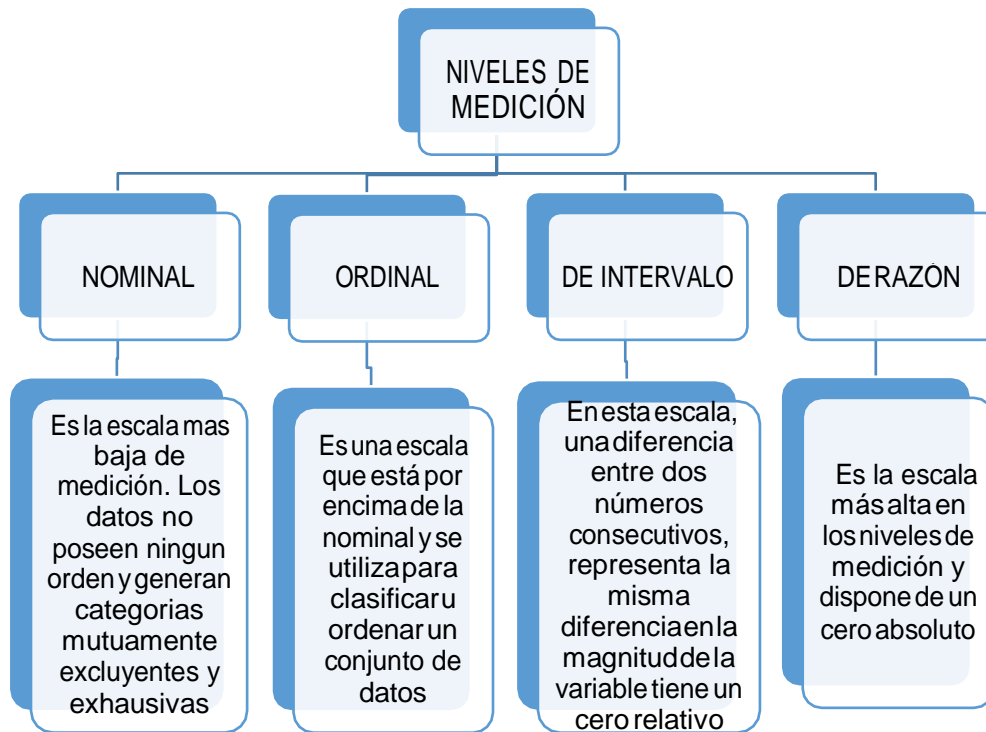 NIVELES DE
MEDICIÓN
NOMINAL
ORDINAL
DE INTERVALO
DE RAZÓN
Es la escala mas
baja de
medición. Los
datos no
poseen ningun
orden y generan
categorias
mutuamente
excluyentes y
exhausivas
Es una escala
que está por
encima de la
nominal y se
utiliza para
clasificar u
ordenar un
conjunto de
datos
En esta escala,
una diferencia
entre dos
números
consecutivos,
representa la
misma
diferencia en la
magnitud de la
variable tiene un
cero relativo
Es la escala
más alta en
los niveles de
medición y
dispone de un
cero absoluto